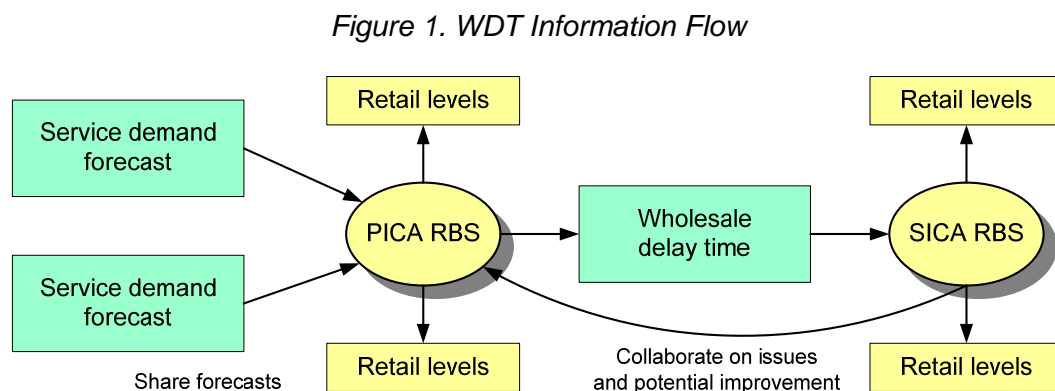 Figure 1. WDT Information Flow
Retail levels
Retail levels
Service demand
forecast
PICA RBS
Wholesale
delay time
SICA RBS
Service demand
forecast
Retail levels
Collaborate on issues
and potential improvement
Retail levels
Share forecasts